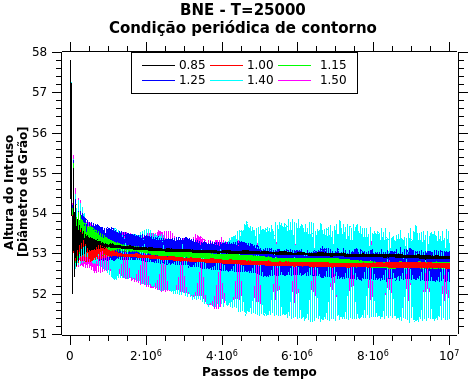 BNE - T=25000
Condição periódica de contorno
Altura do Intruso
[Diâmetro de Grão]
58
57
56
55
54
53
52
51
0.85 1.00 1.15
1.25 1.40 1.50
0 2·10⁶ 4·10⁶ 6·10⁶ 8·10⁶ 10⁷
Passos de tempo